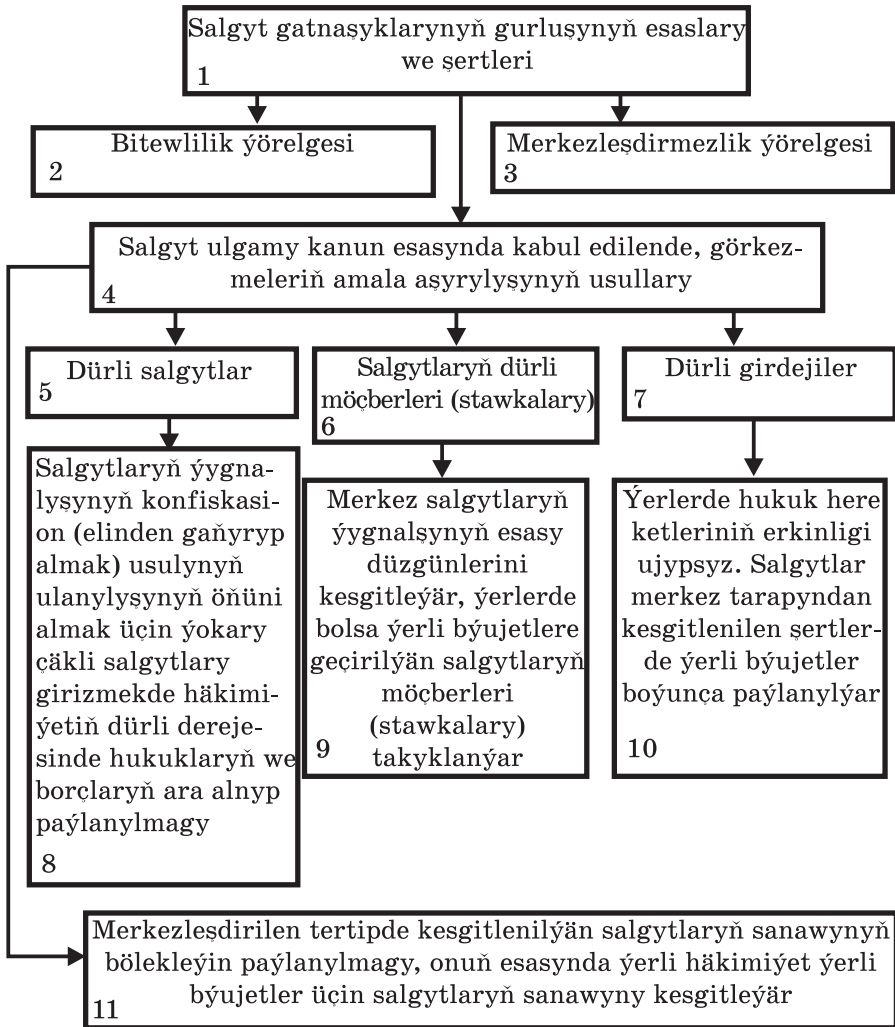 Salgyt gatnaşyklarynyň gurluşynyň esaslary
we şertleri
1
Bitewlilik ýörelgesi
2
Merkezleşdirmezlik ýörelgesi
3
Salgyt ulgamy kanun esasynda kabul edilende, görkez-
meleriň amala aşyrylyşynyň usullary
4
Dürli salgytlar
5
Salgytlaryň dürli
möçberleri (stawkalary)
6
Dürli girdejiler
7
Salgytlaryň ýygna-
lyşynyň konfiskasi-
on (elinden gaňyryp
almak) usulynyň
ulanylyşynyň öňüni
almak üçin ýokary
çäkli salgytlary
girizmekde häkimi-
ýetiň dürli dereje-
sinde hukuklaryň we
borçlaryň ara alnyp
paýlanylmagy
8
Merkez salgytlaryň
ýygnalşynyň esasy
düzgünlerini
kesgitleýär, ýerlerde
bolsa ýerli býujetlere
geçirilýän salgytlaryň
möçberleri
(stawkalary)
takyklanýar
9
Ýerlerde hukuk here
ketleriniň erkinligi
ujypsyz. Salgytlar
merkez tarapyndan
kesgitlenilen şertler-
de ýerli býujetler
boýunça paýlanylýar
10
Merkezleşdirilen tertipde kesgitlenilýän salgytlaryň sanawynyň
bölekleýin paýlanylmagy, onuň esasynda ýerli häkimiýet ýerli
býujetler üçin salgytlaryň sanawyny kesgitleýär
11